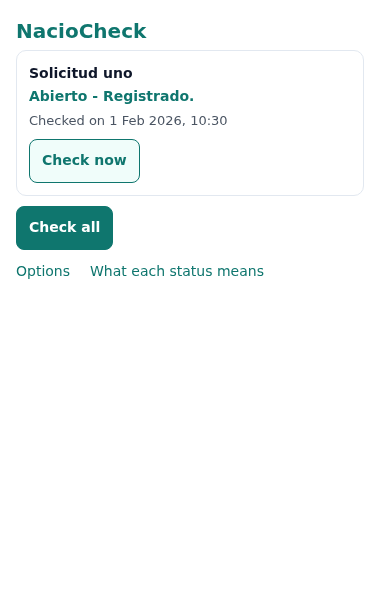 NacioCheck
Solicitud uno
Abierto - Registrado.
Checked on 1 Feb 2026, 10:30
Check now
Check all
Options What each status means